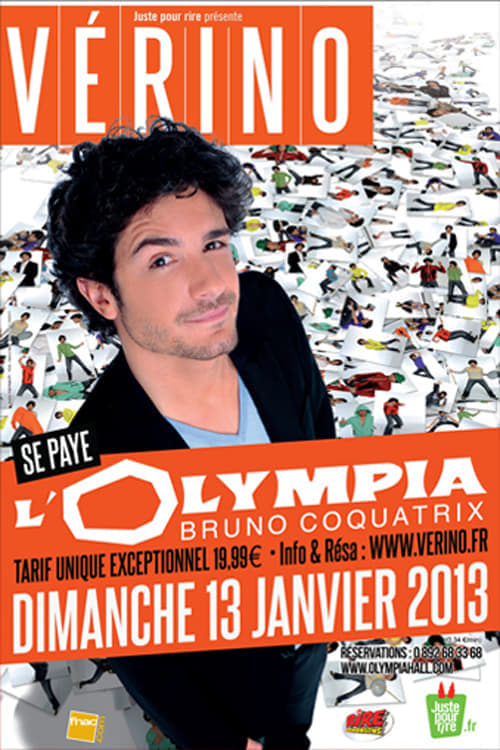 Juste pour rire présente
VÉRINO
SE PAYE
L'OLYMPIA
BRUNO COQUATRIX
TARIF UNIQUE EXCEPTIONNEL 19,99€ • Info & Résa : WWW.VERINO.FR
DIMANCHE 13 JANVIER 2013
RÉSERVATIONS : 0 892 68 33 68
WWW.OLYMPIAHALL.COM
fnac
.com
RIRE
Juste
pour
rire
.fr